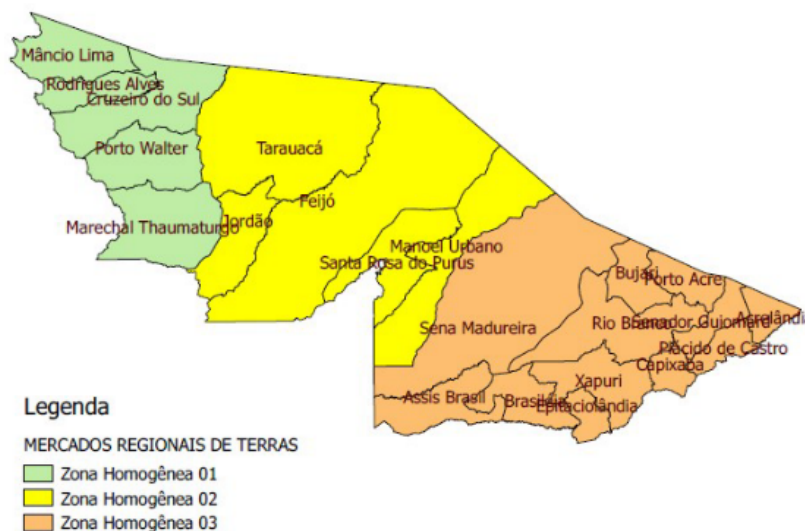 Mâncio Lima
Rodrigues Alves
Cruzeiro do Sul
Porto Walter
Tarauacá
Marechal Thaumaturgo
Jordão
Feijó
Manoel Urbano
Santa Rosa do Purus
Bujari
Porto Acre
Sena Madureira
Rio Branco
Senador Guiomard
Acrelândia
Plácido de Castro
Capixaba
Xapuri
Assis Brasil
Brasiléia
Epitaciolândia
Legenda
MERCADOS REGIONAIS DE TERRAS
Zona Homogênea 01
Zona Homogênea 02
Zona Homogênea 03